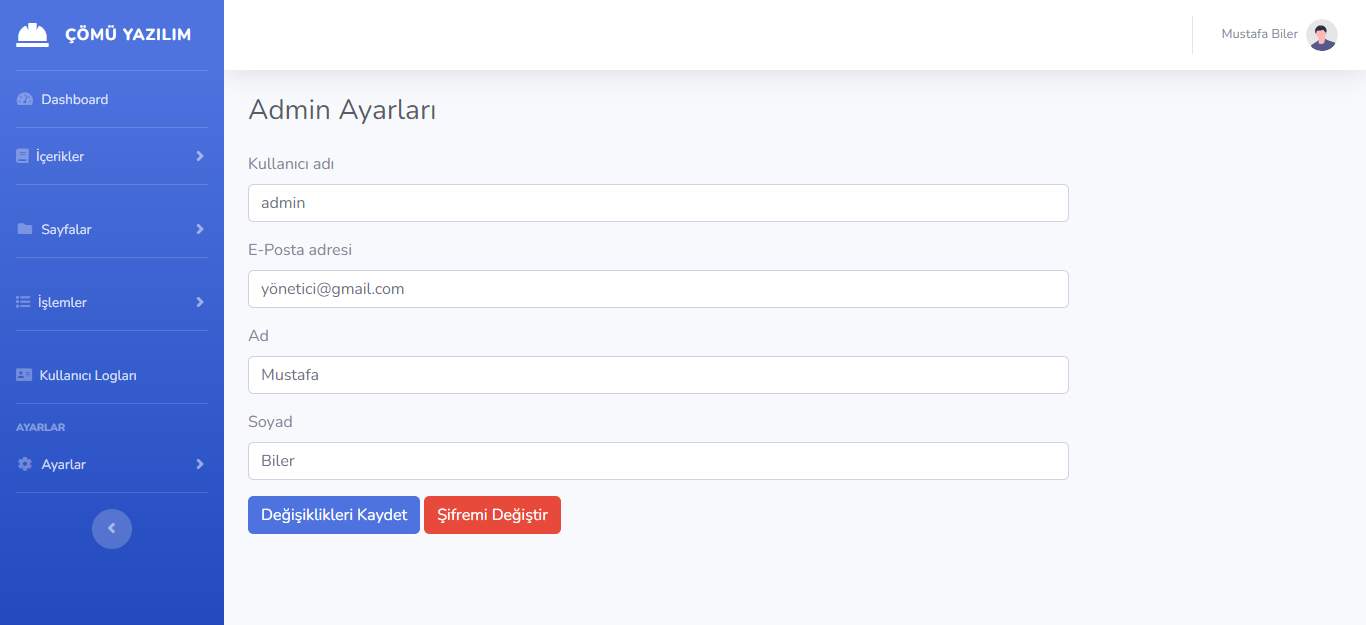 ÇÖMÜ YAZILIM
Mustafa Biler
Dashboard
İçerikler
Sayfalar
İşlemler
Kullanıcı Logları
AYARLAR
Ayarlar
Admin Ayarları
Kullanıcı adı
admin
E-Posta adresi
yönetici@gmail.com
Ad
Mustafa
Soyad
Biler
Değişiklikleri Kaydet
Şifremi Değiştir